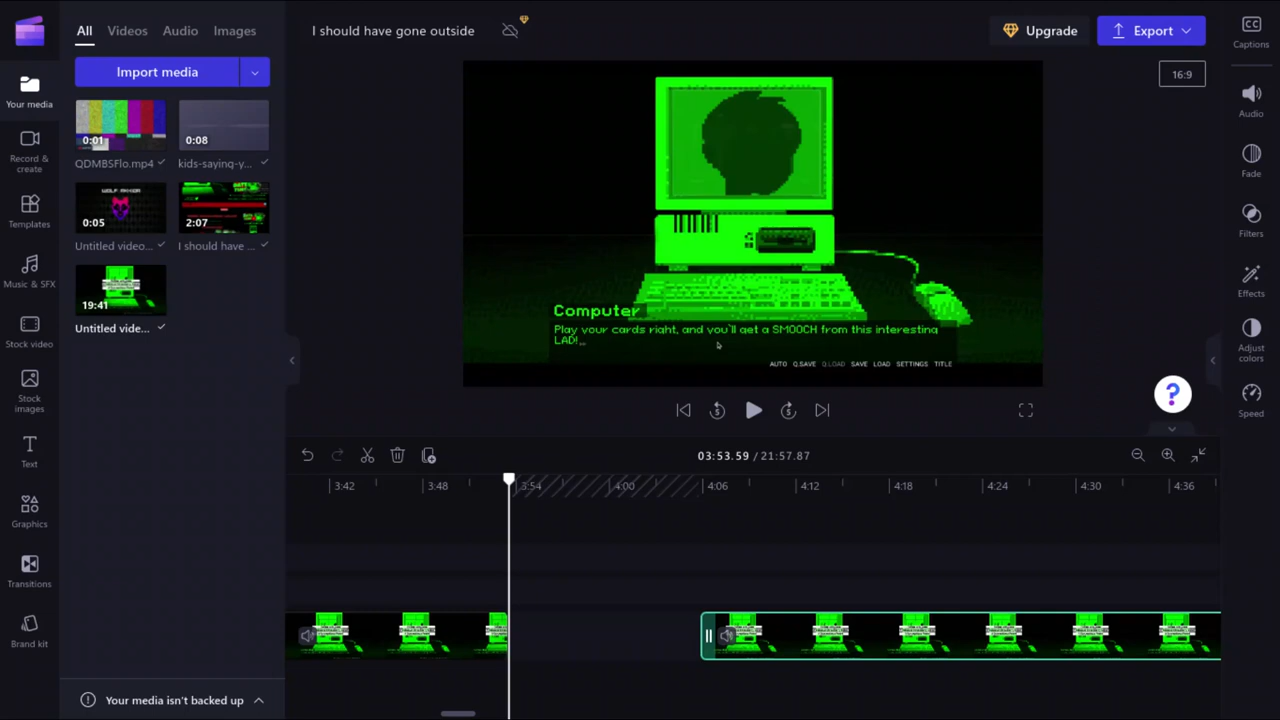 All Videos Audio Images
I should have gone outside
Upgrade
Export
Import media
Your media
Record &
create
Templates
Music & SFX
Stock video
Stock
images
Text
Graphics
Transitions
Brand kit
0:01
QDMBSFlo.mp4
0:08
kids-saying-y...
WOLF
0:05
Untitled video...
2:07
I should have ...
19:41
Untitled vide...
Your media isn't backed up
16:9
Computer
Play your cards right, and you'll get a SMOOCH from this interesting
LAD!
AUTO Q.SAVE Q.LOAD SAVE LOAD SETTINGS TITLE
5
5
?
03:53.59 / 21:57.87
3:42 3:48 3:54 4:00 4:06 4:12 4:18 4:24 4:30 4:36
CC
Captions
Audio
Fade
Filters
Effects
Adjust
colors
Speed